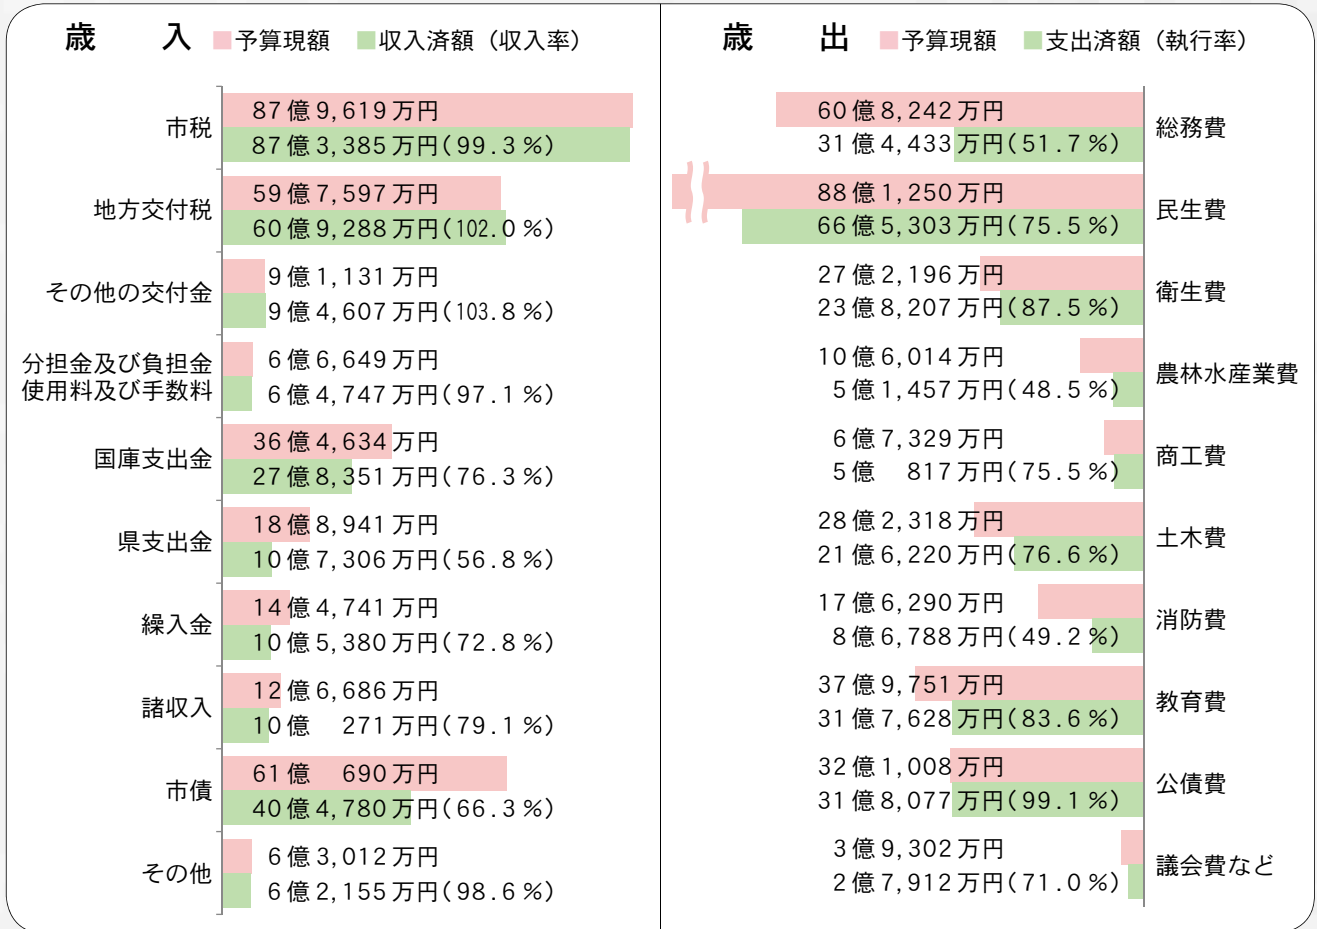 歳入 予算現額 収入済額（収入率）
市税
87億9,619万円
87億3,385万円(99.3%)
地方交付税
59億7,597万円
60億9,288万円(102.0%)
その他の交付金
9億1,131万円
9億4,607万円(103.8%)
分担金及び負担金
使用料及び手数料
6億6,649万円
6億4,747万円(97.1%)
国庫支出金
36億4,634万円
27億8,351万円(76.3%)
県支出金
18億8,941万円
10億7,306万円(56.8%)
繰入金
14億4,741万円
10億5,380万円(72.8%)
諸収入
12億6,686万円
10億 271万円(79.1%)
市債
61億 690万円
40億4,780万円(66.3%)
その他
6億3,012万円
6億2,155万円(98.6%)
歳出 予算現額 支出済額（執行率）
60億8,242万円
31億4,433万円(51.7%)
総務費
88億1,250万円
66億5,303万円(75.5%)
民生費
27億2,196万円
23億8,207万円(87.5%)
衛生費
10億6,014万円
5億1,457万円(48.5%)
農林水産業費
6億7,329万円
5億 817万円(75.5%)
商工費
28億2,318万円
21億6,220万円(76.6%)
土木費
17億6,290万円
8億6,788万円(49.2%)
消防費
37億9,751万円
31億7,628万円(83.6%)
教育費
32億1,008万円
31億8,077万円(99.1%)
公債費
3億9,302万円
2億7,912万円(71.0%)
議会費など